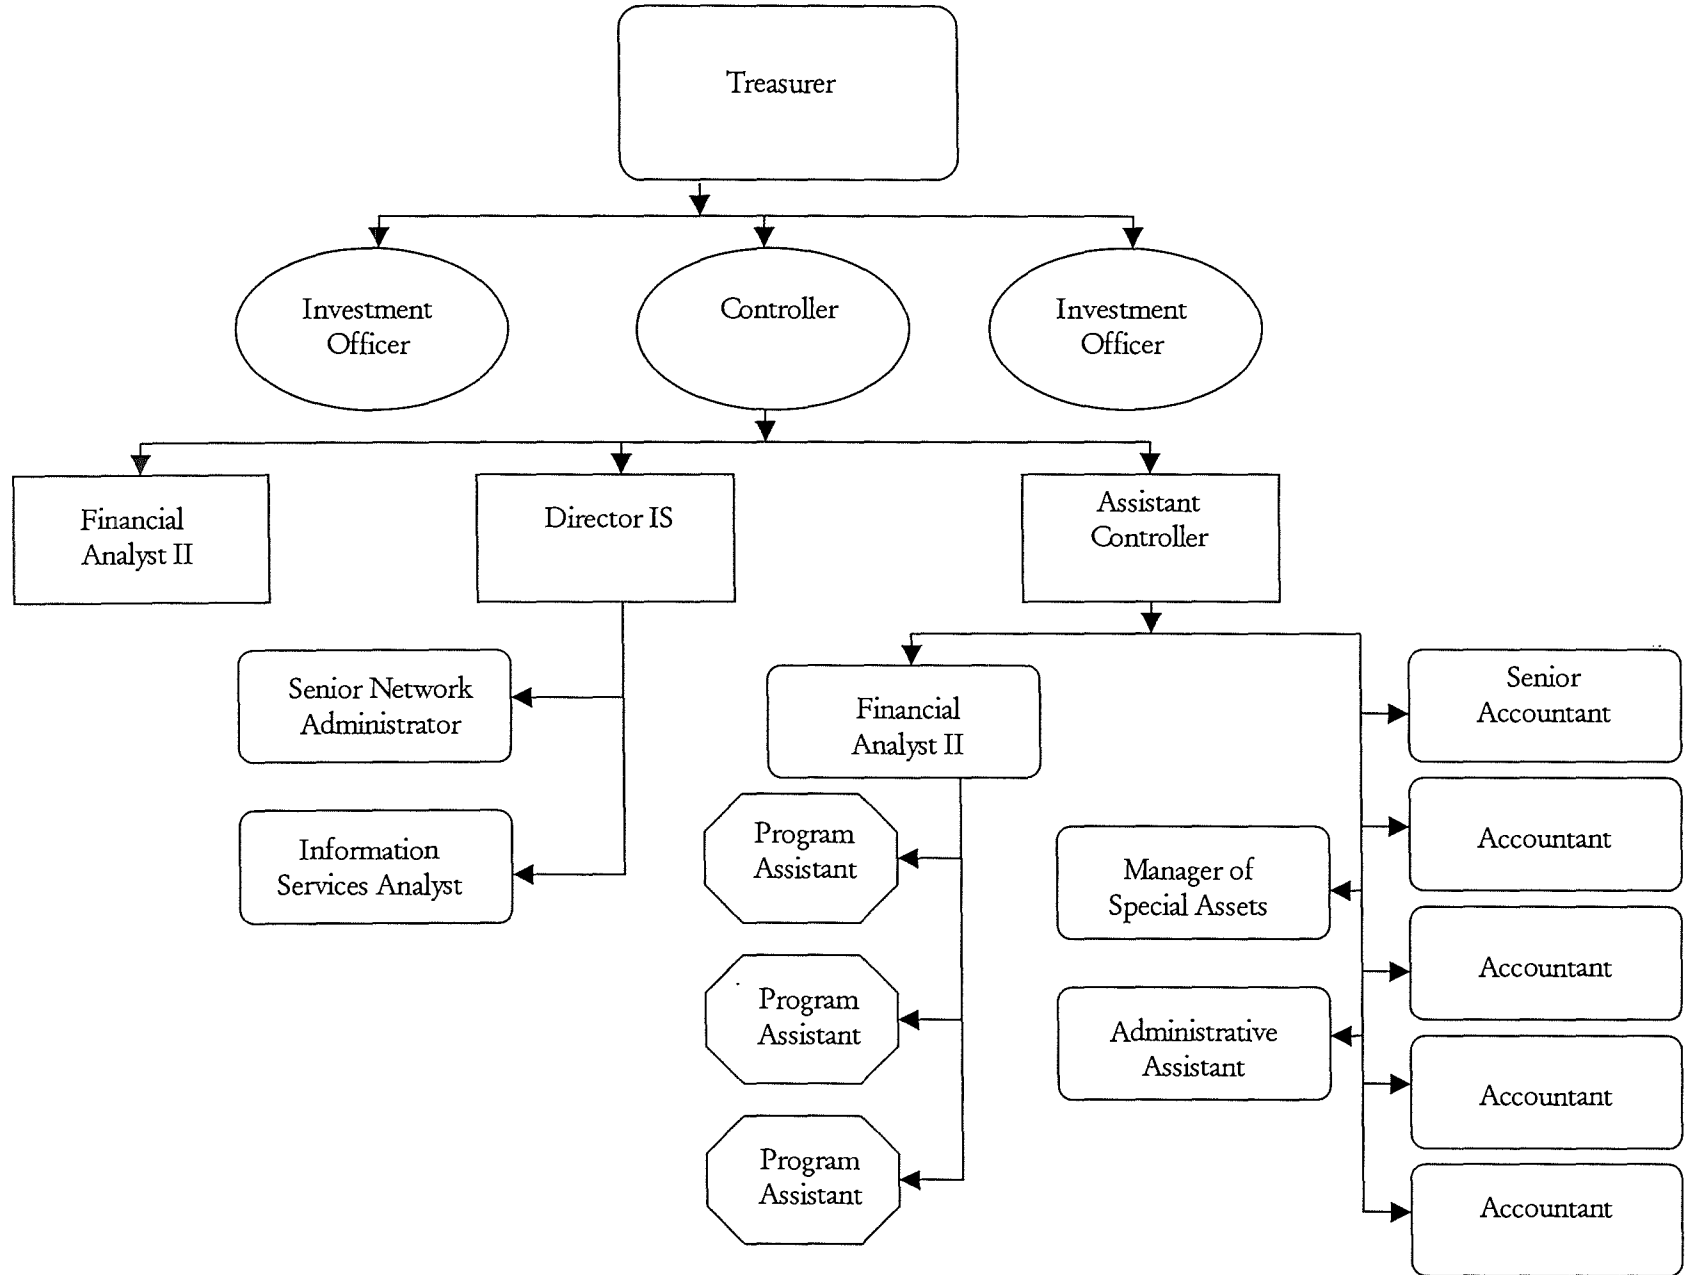 Treasurer
Investment
Officer
Controller
Investment
Officer
Financial
Analyst II
Director IS
Assistant
Controller
Senior Network
Administrator
Information
Services Analyst
Financial
Analyst II
Program
Assistant
Program
Assistant
Program
Assistant
Manager of
Special Assets
Administrative
Assistant
Senior
Accountant
Accountant
Accountant
Accountant
Accountant